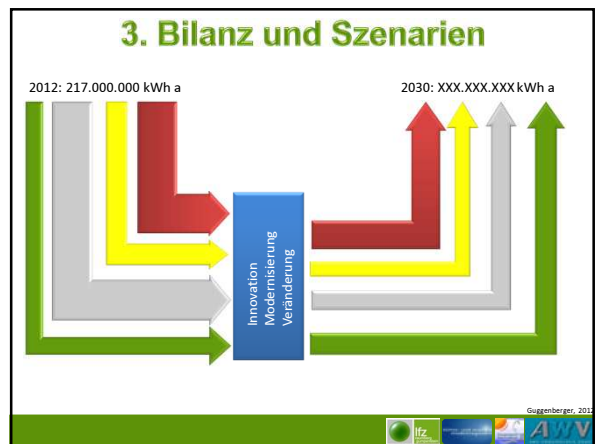 3. Bilanz und Szenarien
2012: 217.000.000 kWh a
2030: XXX.XXX.XXX kWh a
Innovation
Modernisierung
Veränderung
Guggenberger, 2012
lfz
AWV